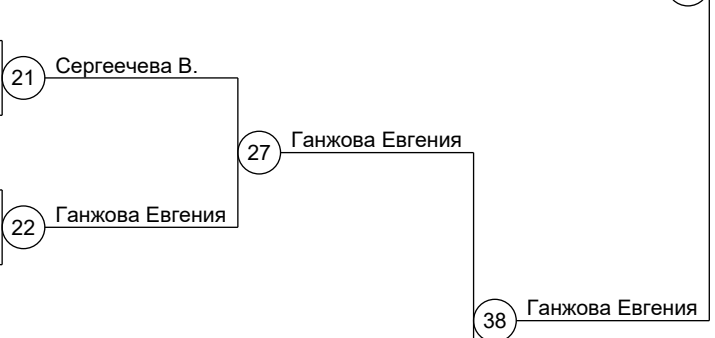 21 Сергеечева В.
27 Ганжова Евгения
22 Ганжова Евгения
38 Ганжова Евгения